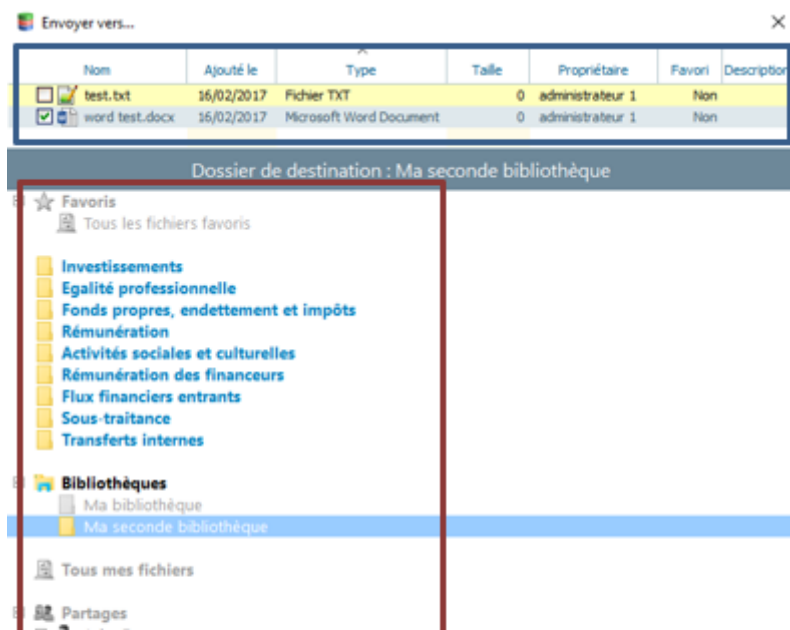 Envoyer vers...
Nom Ajouté le Type Taille Propriétaire Favori Description
test.txt 16/02/2017 Fichier TXT 0 administrateur 1 Non
word test.docx 16/02/2017 Microsoft Word Document 0 administrateur 1 Non
Dossier de destination : Ma seconde bibliothèque
Favoris
Tous les fichiers favoris
Investissements
Egalité professionnelle
Fonds propres, endettement et impôts
Rémunération
Activités sociales et culturelles
Rémunération des financeurs
Flux financiers entrants
Sous-traitance
Transferts internes
Bibliothèques
Ma bibliothèque
Ma seconde bibliothèque
Tous mes fichiers
Partages